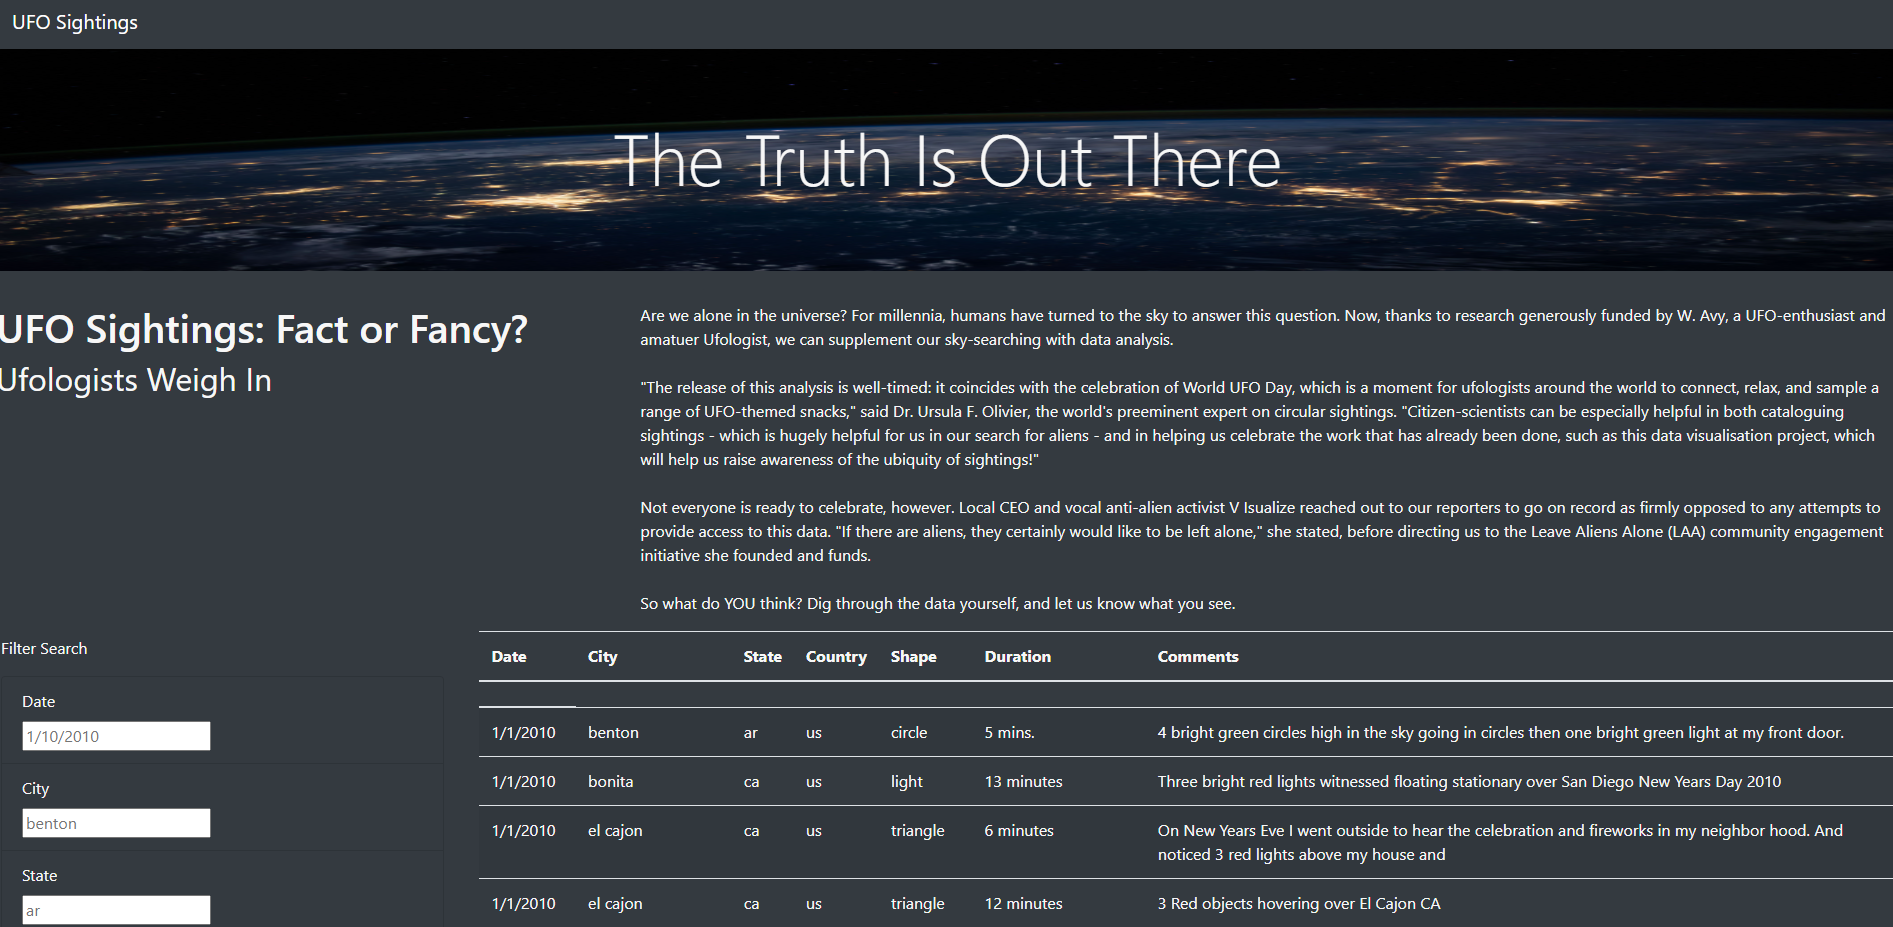 UFO Sightings
The Truth Is Out There
UFO Sightings: Fact or Fancy?
Ufologists Weigh In
Are we alone in the universe? For millennia, humans have turned to the sky to answer this question. Now, thanks to research generously funded by W. Avy, a UFO-enthusiast and
amatuer Ufologist, we can supplement our sky-searching with data analysis.
"The release of this analysis is well-timed: it coincides with the celebration of World UFO Day, which is a moment for ufologists around the world to connect, relax, and sample a
range of UFO-themed snacks," said Dr. Ursula F. Olivier, the world's preeminent expert on circular sightings. "Citizen-scientists can be especially helpful in both cataloguing
sightings - which is hugely helpful for us in our search for aliens - and in helping us celebrate the work that has already been done, such as this data visualisation project, which
will help us raise awareness of the ubiquity of sightings!"
Not everyone is ready to celebrate, however. Local CEO and vocal anti-alien activist V Isualize reached out to our reporters to go on record as firmly opposed to any attempts to
provide access to this data. "If there are aliens, they certainly would like to be left alone," she stated, before directing us to the Leave Aliens Alone (LAA) community engagement
initiative she founded and funds.
So what do YOU think? Dig through the data yourself, and let us know what you see.
Filter Search
Date
1/10/2010
City
benton
State
ar
Date City State Country Shape Duration Comments
1/1/2010 benton ar us circle 5 mins. 4 bright green circles high in the sky going in circles then one bright green light at my front door.
1/1/2010 bonita ca us light 13 minutes Three bright red lights witnessed floating stationary over San Diego New Years Day 2010
1/1/2010 el cajon ca us triangle 6 minutes On New Years Eve I went outside to hear the celebration and fireworks in my neighbor hood. And
noticed 3 red lights above my house and
1/1/2010 el cajon ca us triangle 12 minutes 3 Red objects hovering over El Cajon CA